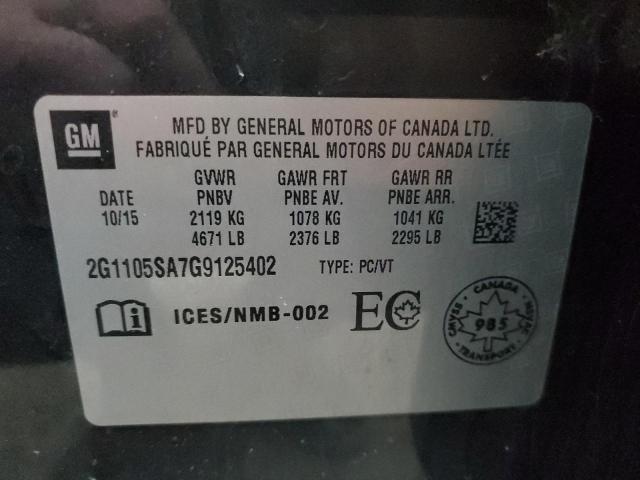 GM
MFD BY GENERAL MOTORS OF CANADA LTD.
FABRIQUÉ PAR GENERAL MOTORS DU CANADA LTÉE
GVWR GAWR FRT GAWR RR
DATE PNBV PNBE AV. PNBE ARR.
10/15 2119 KG 1078 KG 1041 KG
4671 LB 2376 LB 2295 LB
2G1105SA7G9125402 TYPE: PC/VT
ICES/NMB-002 EC
CANADA
CMVSS 985 NSVAC
TRANSPORT